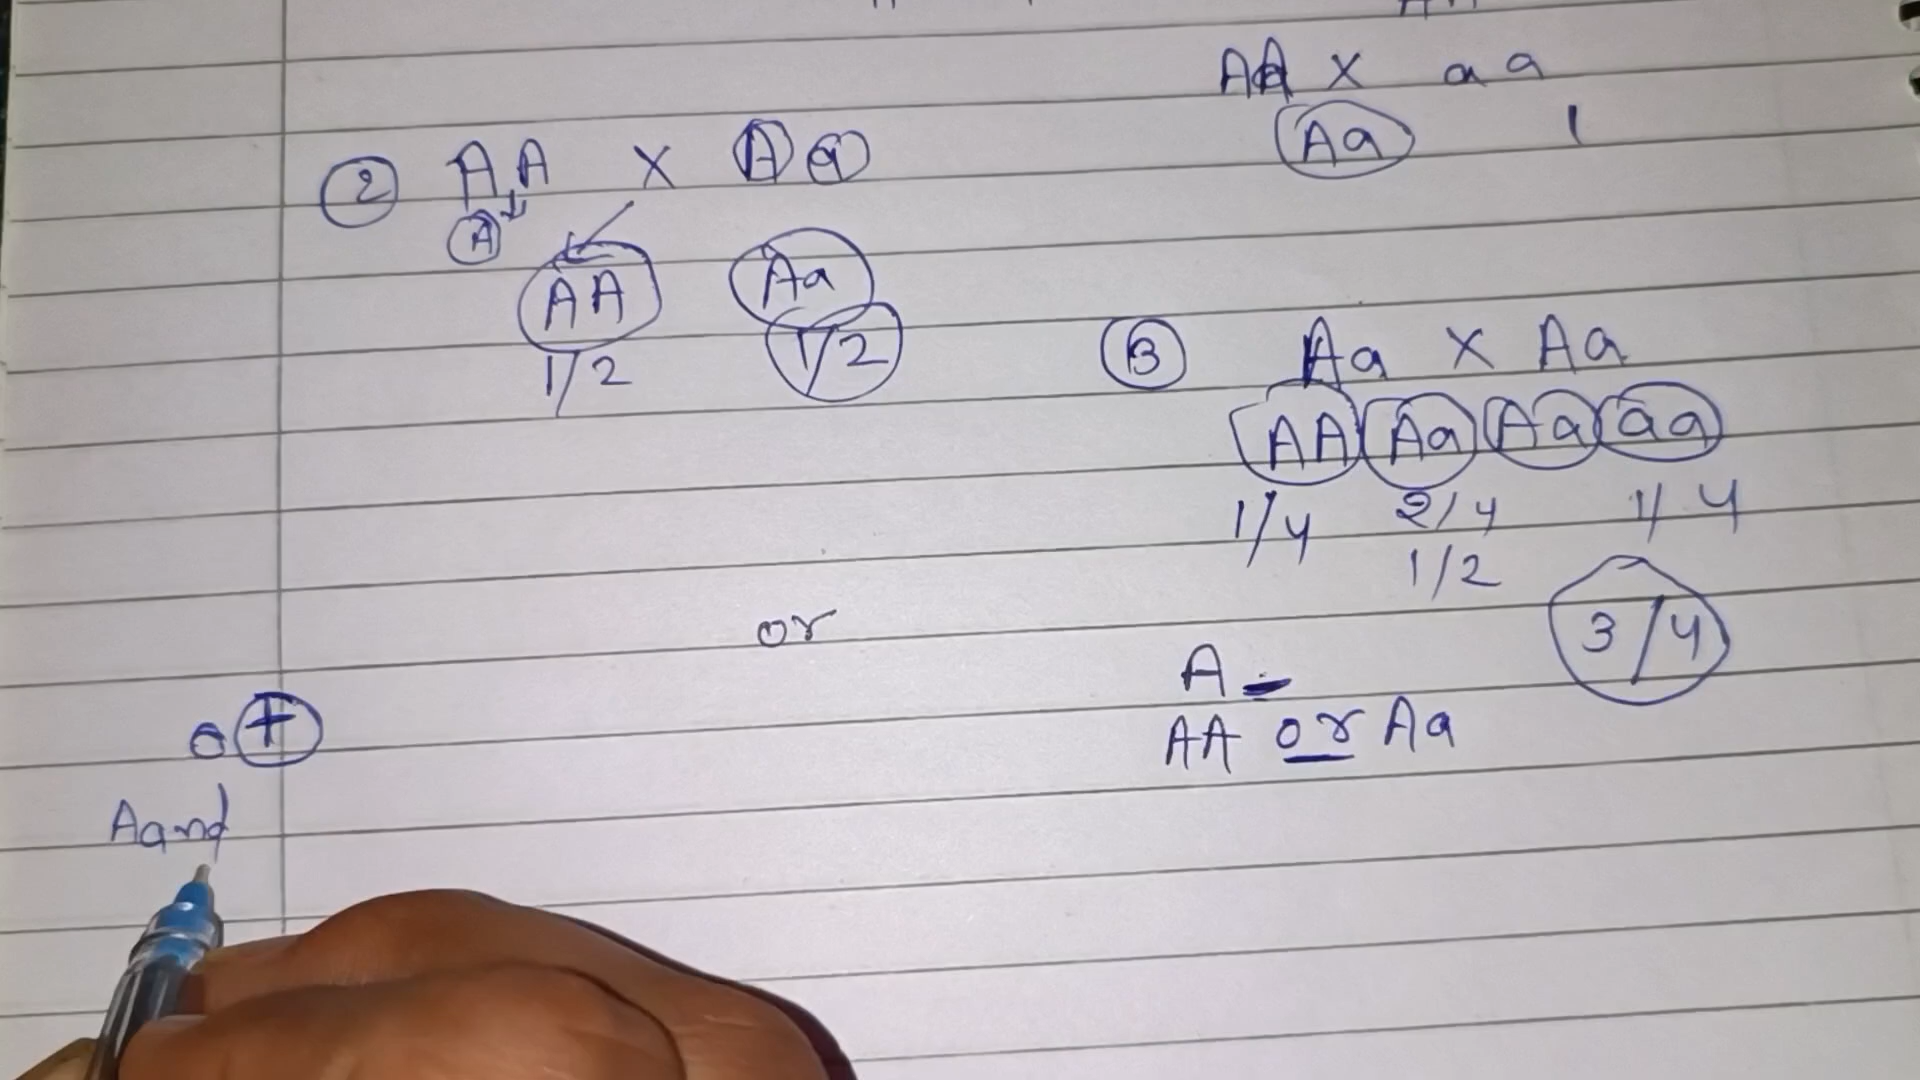 AA X aa
Aa 1
2 AA X Aa
A
AA Aa
1/2 1/2
3 Aa X Aa
AA Aa Aa aa
1/4 2/4 1/4
1/2
or
3/4
A -
AA or Aa
+
Aand